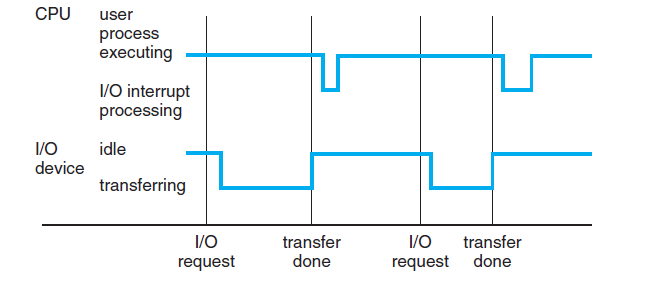 CPU
user
process
executing
I/O interrupt
processing
I/O
device
idle
transferring
I/O
request
transfer
done
I/O
request
transfer
done